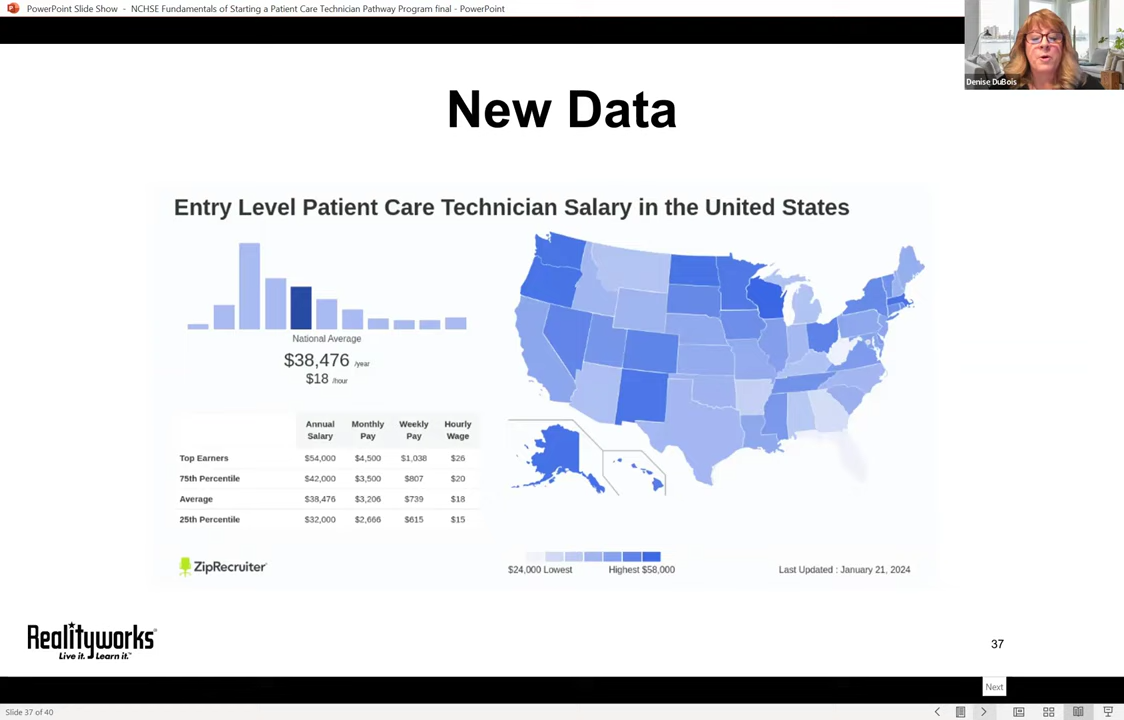 PowerPoint Slide Show - NCHSE Fundamentals of Starting a Patient Care Technician Pathway Program final - PowerPoint
Denise DuBois
New Data
Entry Level Patient Care Technician Salary in the United States
National Average
$38,476 /year
$18 /hour
Annual Salary Monthly Pay Weekly Pay Hourly Wage
Top Earners $54,000 $4,500 $1,038 $26
75th Percentile $42,000 $3,500 $807 $20
Average $38,476 $3,206 $739 $18
25th Percentile $32,000 $2,666 $615 $15
ZipRecruiter
$24,000 Lowest Highest $58,000
Last Updated : January 21, 2024
Realityworks
Live it. Learn it.™
37
Next
Slide 37 of 40